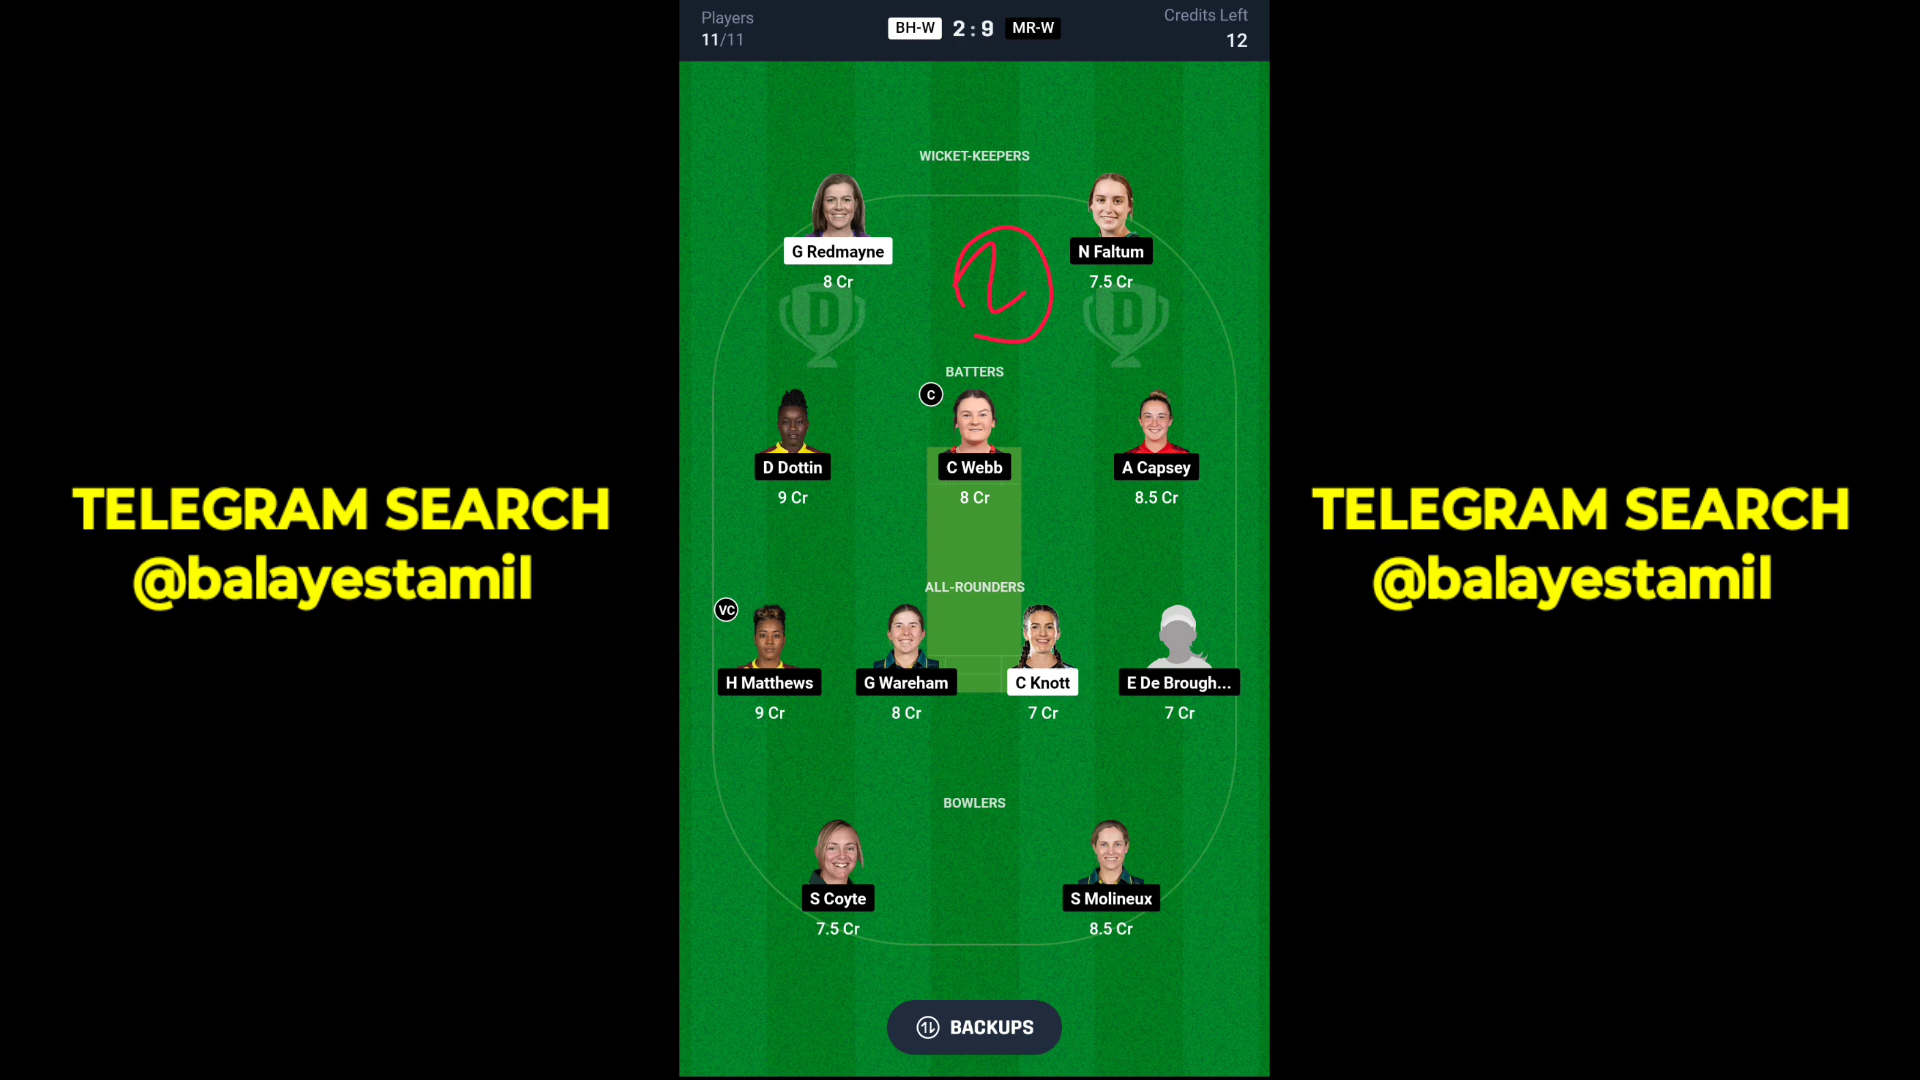 Players
11/11
BH-W 2 : 9 MR-W
Credits Left
12
WICKET-KEEPERS
G Redmayne
8 Cr
N Faltum
7.5 Cr
D
D
BATTERS
D Dottin
9 Cr
C
C Webb
8 Cr
A Capsey
8.5 Cr
TELEGRAM SEARCH
@balayestamil
TELEGRAM SEARCH
@balayestamil
ALL-ROUNDERS
VC
H Matthews
9 Cr
G Wareham
8 Cr
C Knott
7 Cr
E De Brough...
7 Cr
BOWLERS
S Coyte
7.5 Cr
S Molineux
8.5 Cr
BACKUPS